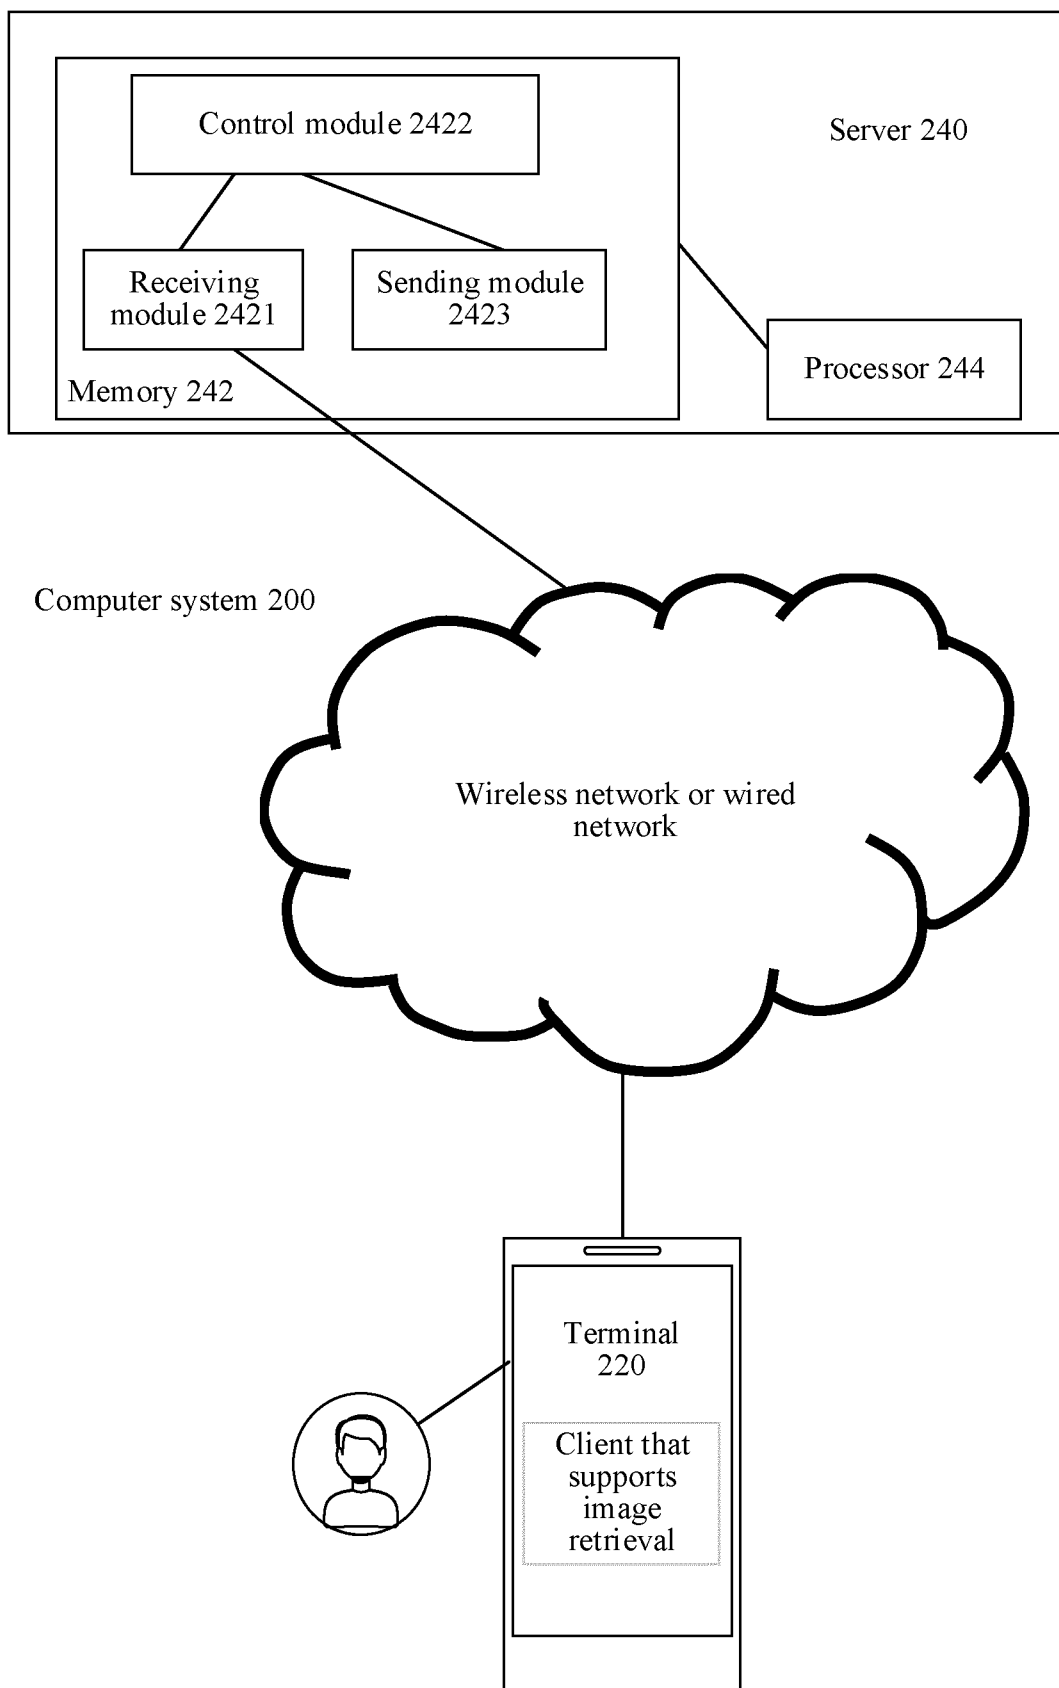 Control module 2422
Server 240
Receiving
module 2421
Sending module
2423
Processor 244
Memory 242
Computer system 200
Wireless network or wired
network
Terminal
220
Client that
supports
image
retrieval